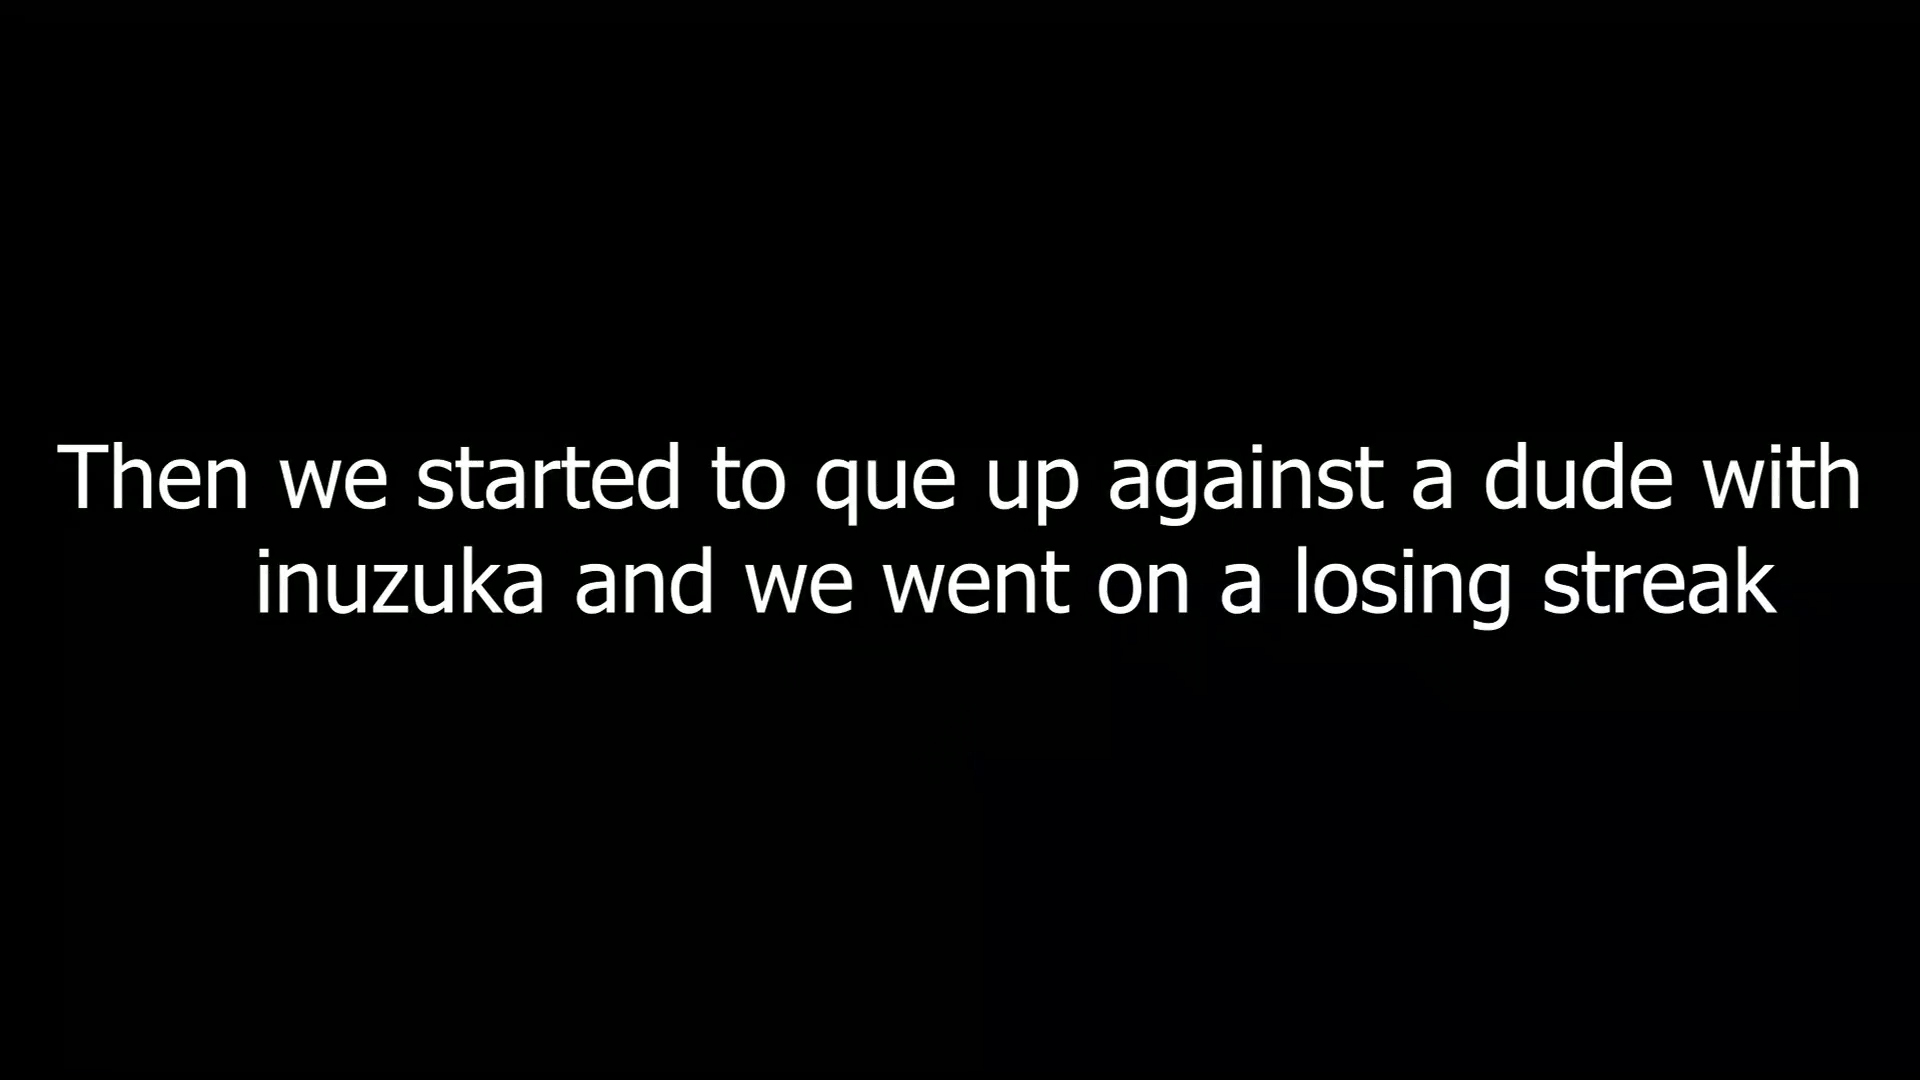 Then we started to que up against a dude with
inuzuka and we went on a losing streak